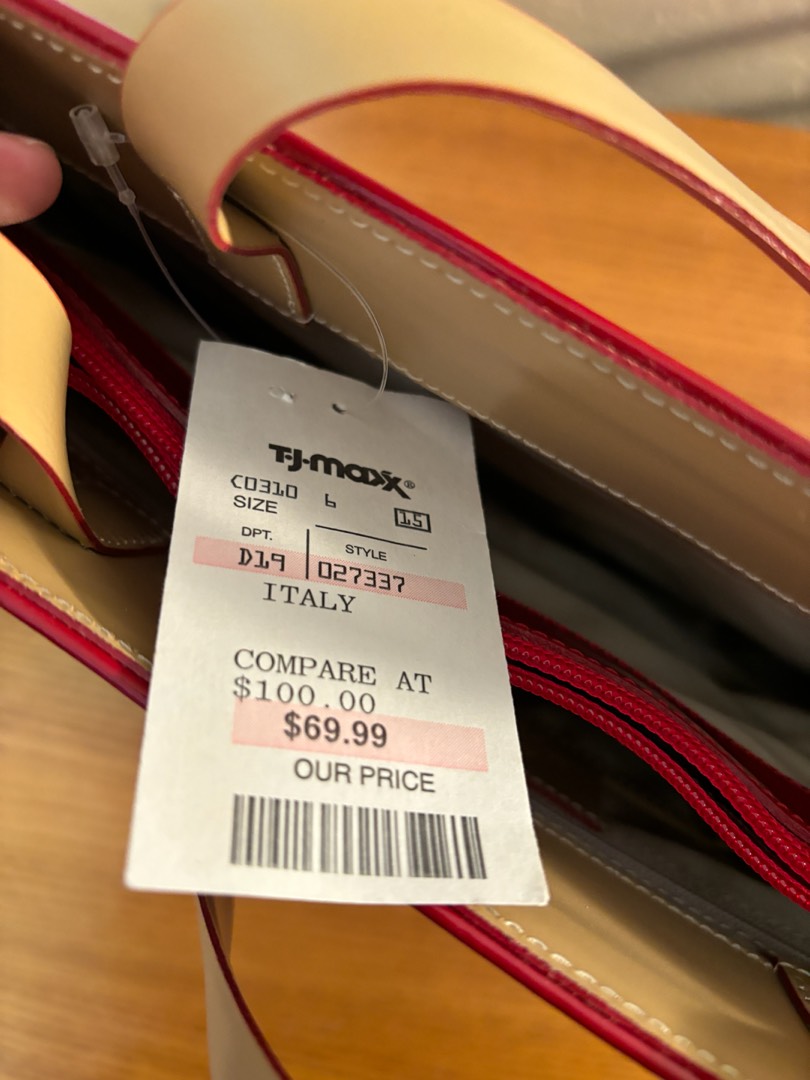 T·J·maxx®
C0310 6
SIZE 15
DPT. STYLE
D19 027337
ITALY
COMPARE AT
$100.00
$69.99
OUR PRICE